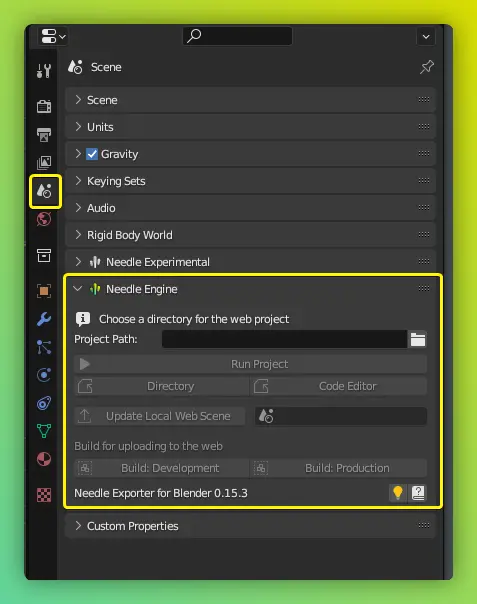 Scene
Scene
Units
Gravity
Keying Sets
Audio
Rigid Body World
Needle Experimental
Needle Engine
Choose a directory for the web project
Project Path:
Run Project
Directory Code Editor
Update Local Web Scene
Build for uploading to the web
Build: Development Build: Production
Needle Exporter for Blender 0.15.3
Custom Properties